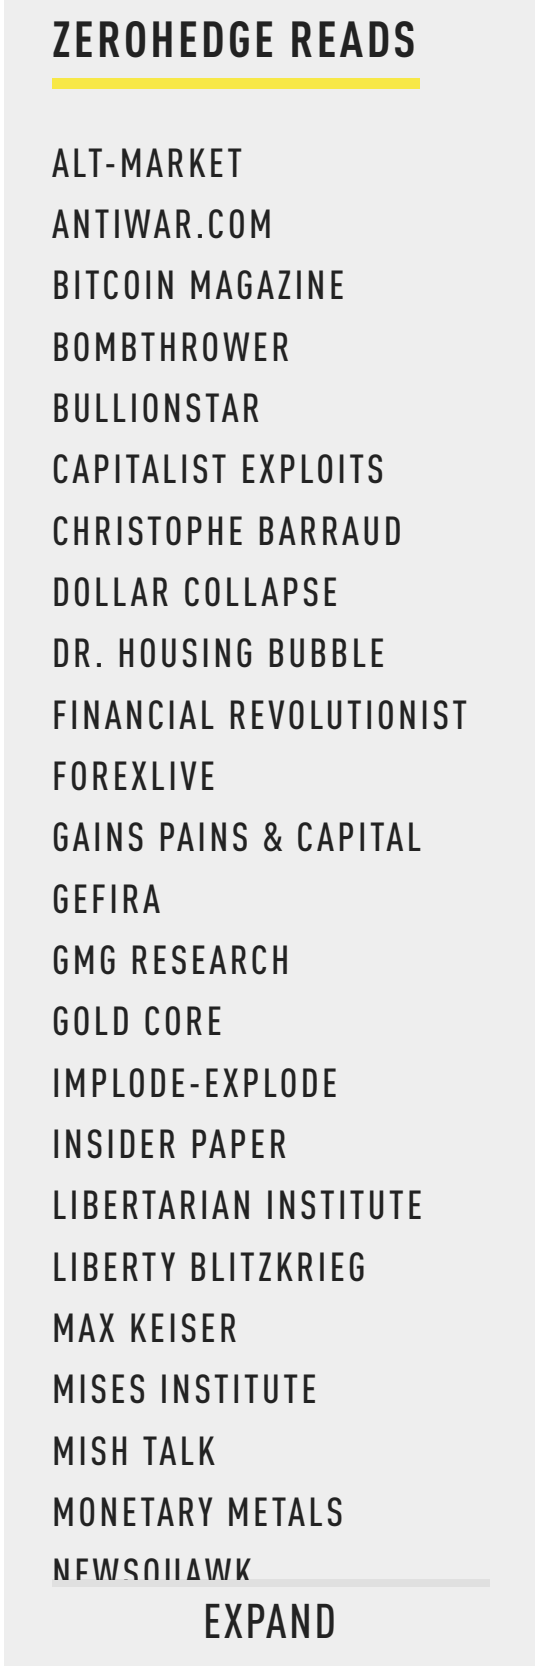 ZEROHEDGE READS
ALT-MARKET
ANTIWAR.COM
BITCOIN MAGAZINE
BOMBTHROWER
BULLIONSTAR
CAPITALIST EXPLOITS
CHRISTOPHE BARRAUD
DOLLAR COLLAPSE
DR. HOUSING BUBBLE
FINANCIAL REVOLUTIONIST
FOREXLIVE
GAINS PAINS & CAPITAL
GEFIRA
GMG RESEARCH
GOLD CORE
IMPLODE-EXPLODE
INSIDER PAPER
LIBERTARIAN INSTITUTE
LIBERTY BLITZKRIEG
MAX KEISER
MISES INSTITUTE
MISH TALK
MONETARY METALS
NEWSQUAWK
EXPAND